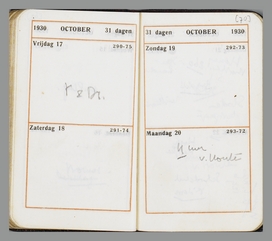 1930 OCTOBER 31 dagen
Vrijdag 17 290-75
Zaterdag 18 291-74
(70)
31 dagen OCTOBER 1930
Zondag 19 292-73
Maandag 20 293-72